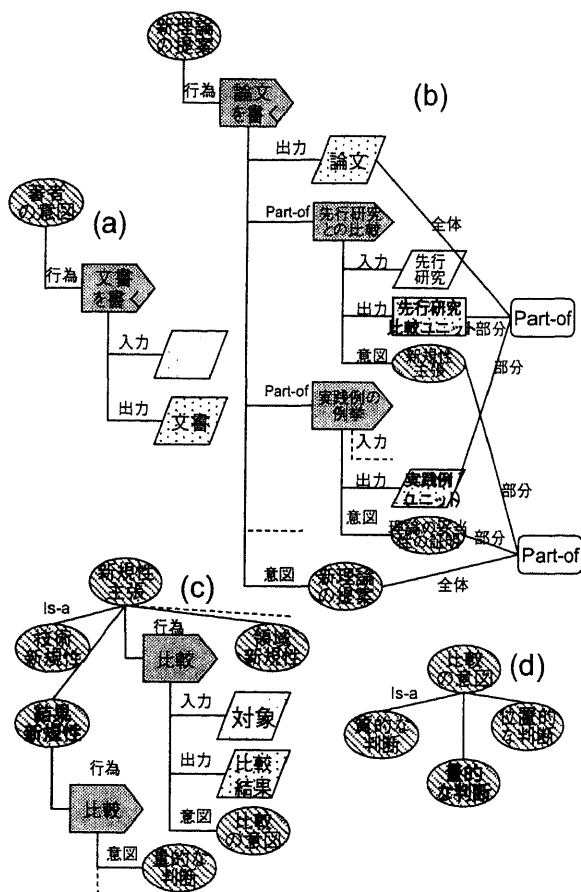 新理論
の提案
行為
論文
を書く
(b)
出力
論文
Part-of
先行研究
との比較
全体
入力
先行
研究
出力
先行研究
比較ユニット
部分
Part-of
意図
新規性
主張
部分
Part-of
実践例の
例挙
入力
出力
実践例
ユニット
部分
意図
理論の妥当
性の証明
部分
Part-of
意図
新理論の
提案
全体
著者
の意図
(a)
行為
文書
を書く
入力
出力
文書
新規性
主張
(c)
Is-a
技術
新規性
行為
比較
領域
新規性
結果
新規性
入力
対象
出力
比較
結果
意図
比較
の意図
行為
比較
意図
量的な
判断
(d)
比較
の意図
Is-a
質的な
判断
位置的
な判断
量的
な判断